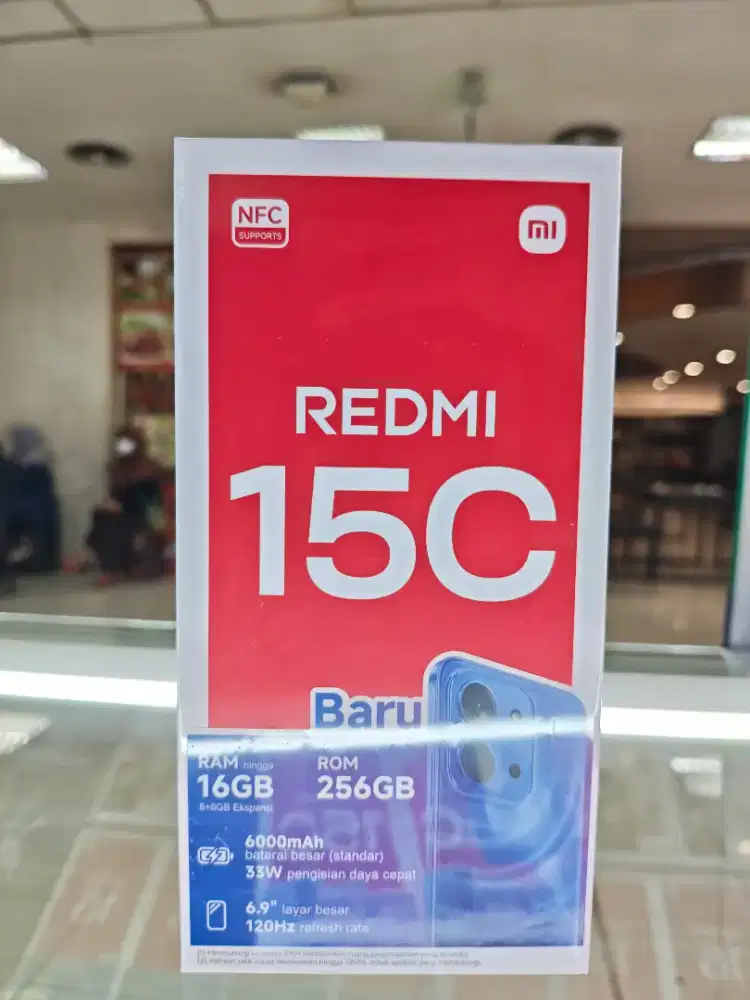 NFC
SUPPORTS
mi
REDMI
15C
Baru
RAM hingga
16GB
8+8GB Ekspansi
ROM
256GB
6000mAh
baterai besar (standar)
33W pengisian daya cepat
6.9" layar besar
120Hz refresh rate